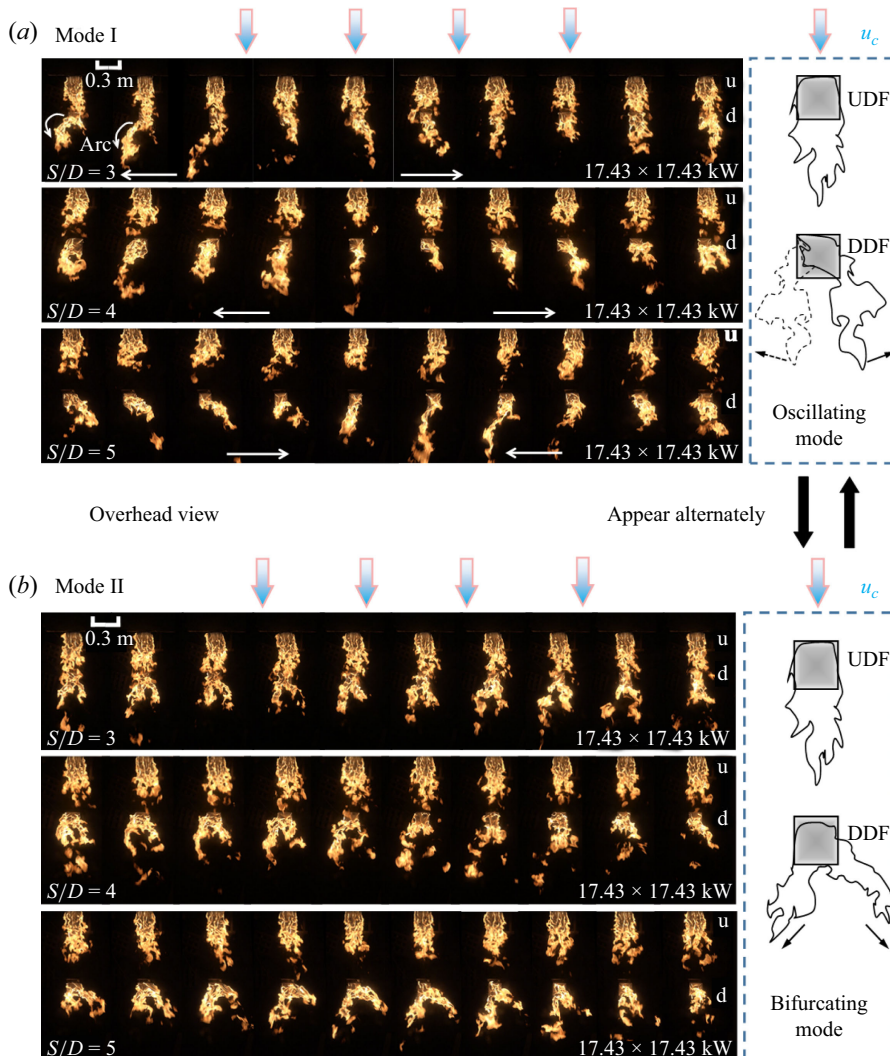 (a) Mode I
u_c
0.3 m
u
d
Arc
S/D = 3
17.43 × 17.43 kW
u
d
S/D = 4
17.43 × 17.43 kW
u
d
S/D = 5
17.43 × 17.43 kW
UDF
DDF
Oscillating
mode
Overhead view
Appear alternately
(b) Mode II
u_c
0.3 m
u
d
S/D = 3
17.43 × 17.43 kW
u
d
S/D = 4
17.43 × 17.43 kW
u
d
S/D = 5
17.43 × 17.43 kW
UDF
DDF
Bifurcating
mode